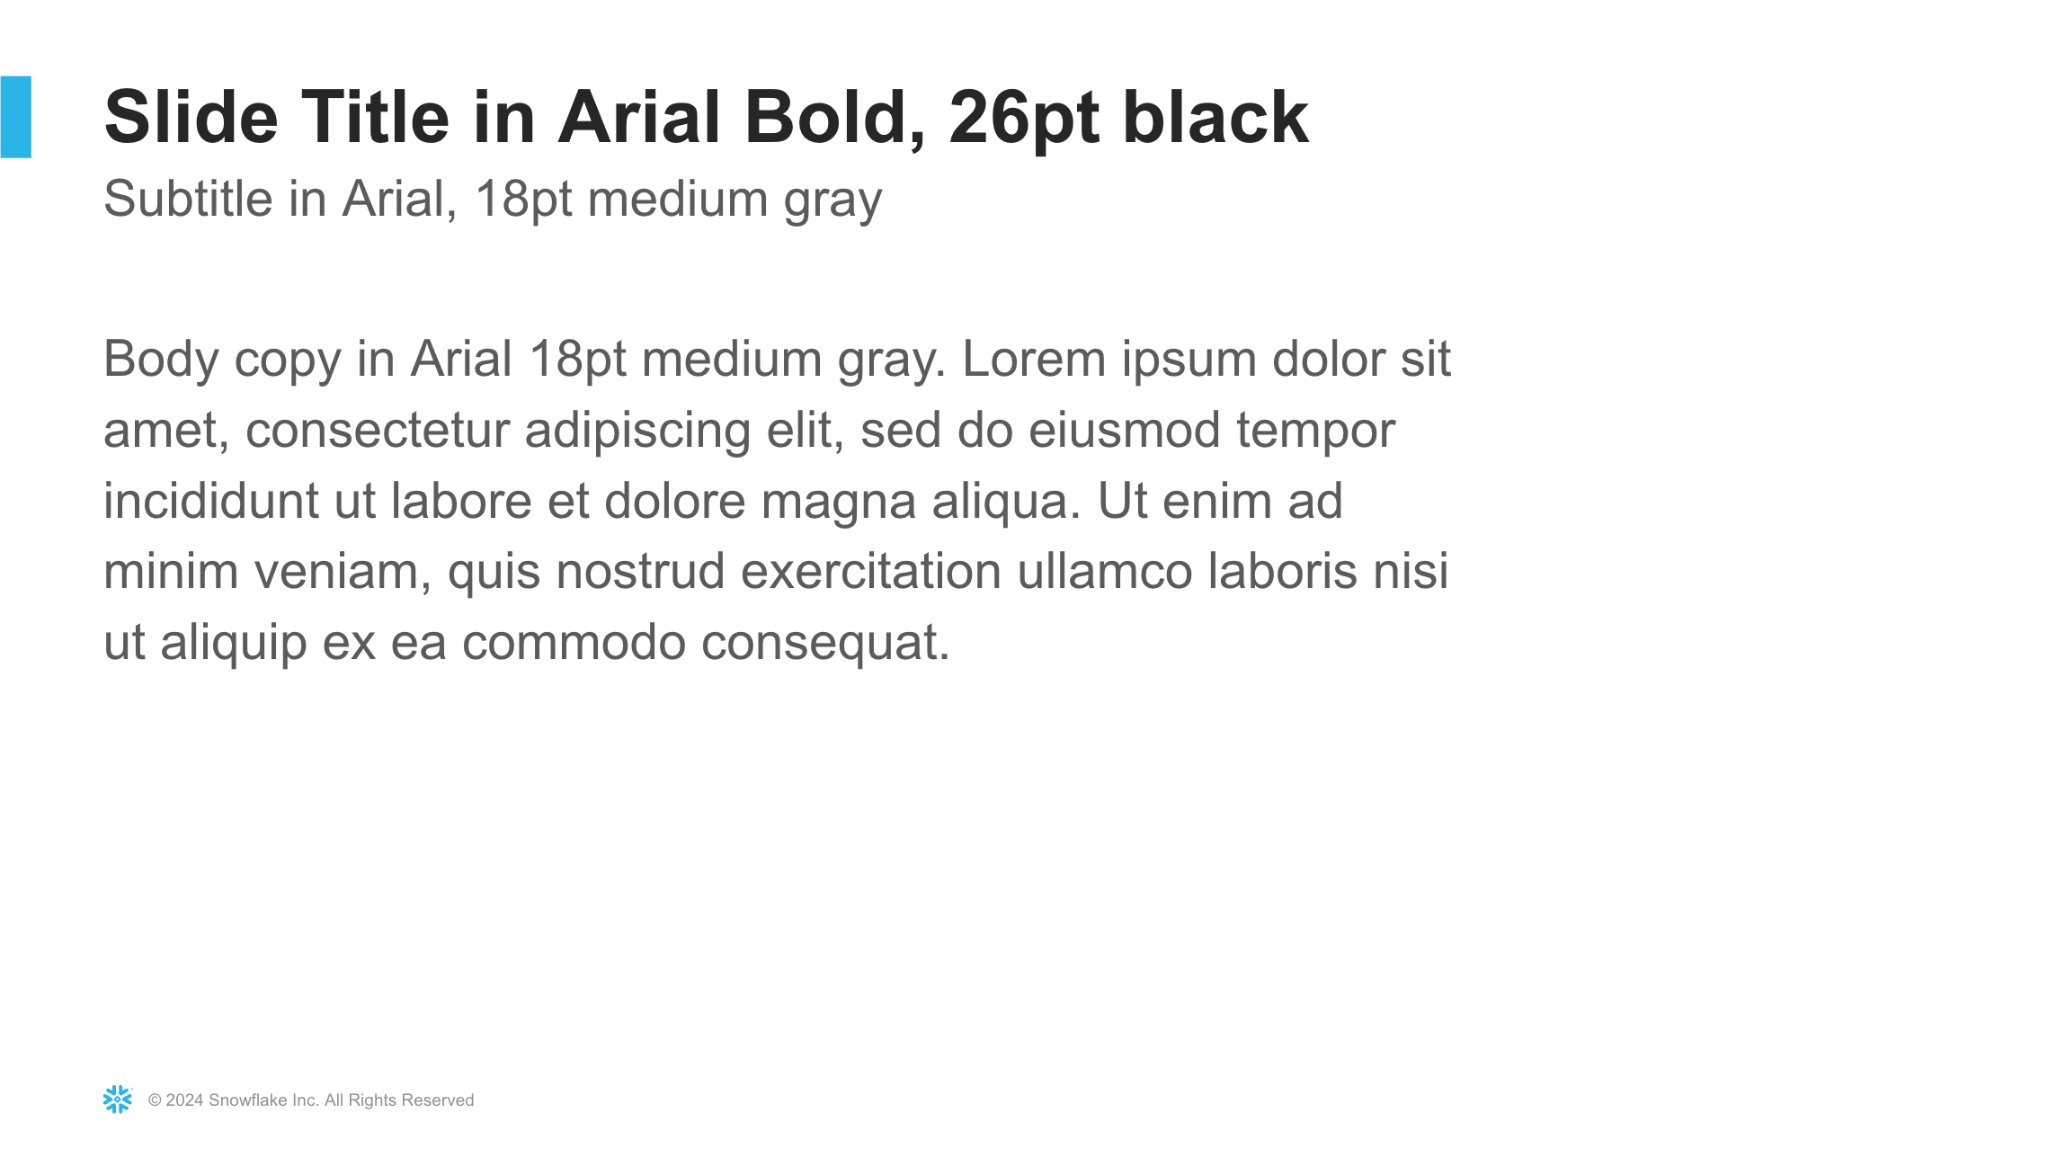 Slide Title in Arial Bold, 26pt black
Subtitle in Arial, 18pt medium gray
Body copy in Arial 18pt medium gray. Lorem ipsum dolor sit
amet, consectetur adipiscing elit, sed do eiusmod tempor
incididunt ut labore et dolore magna aliqua. Ut enim ad
minim veniam, quis nostrud exercitation ullamco laboris nisi
ut aliquip ex ea commodo consequat.
© 2024 Snowflake Inc. All Rights Reserved